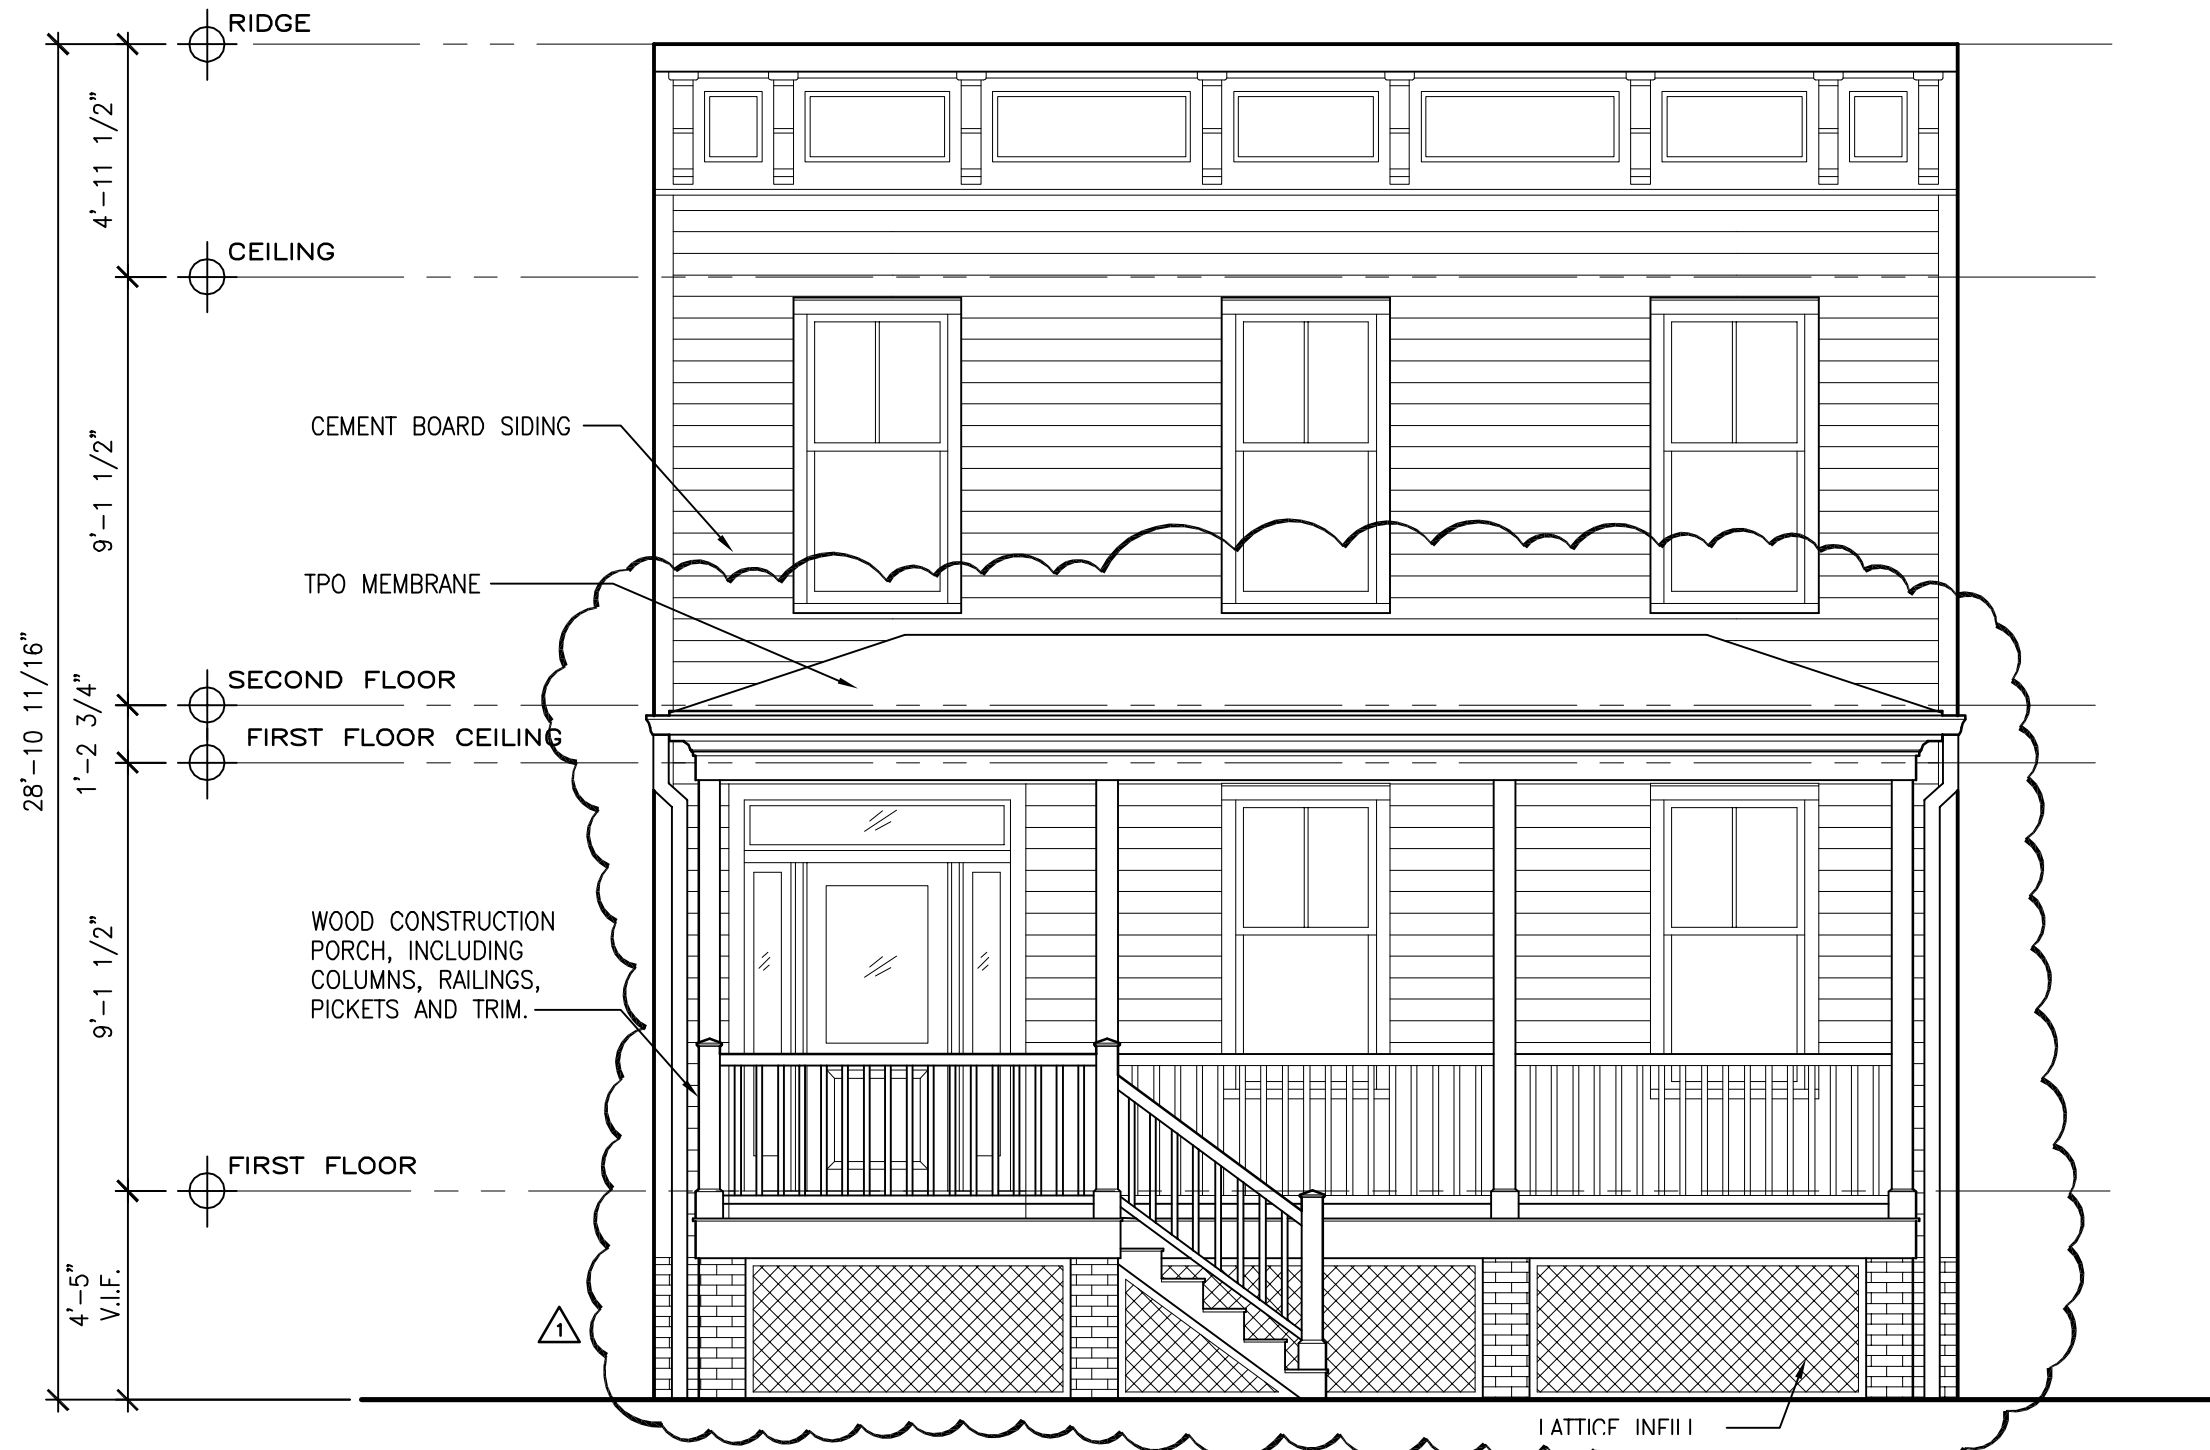 RIDGE
4'-11 1/2"
CEILING
9'-1 1/2"
CEMENT BOARD SIDING
TPO MEMBRANE
28'-10 11/16"
SECOND FLOOR
1'-2 3/4"
FIRST FLOOR CEILING
WOOD CONSTRUCTION
PORCH, INCLUDING
COLUMNS, RAILINGS,
PICKETS AND TRIM.
9'-1 1/2"
FIRST FLOOR
4'-5"
V.I.F.
1
LATTICE INFILL